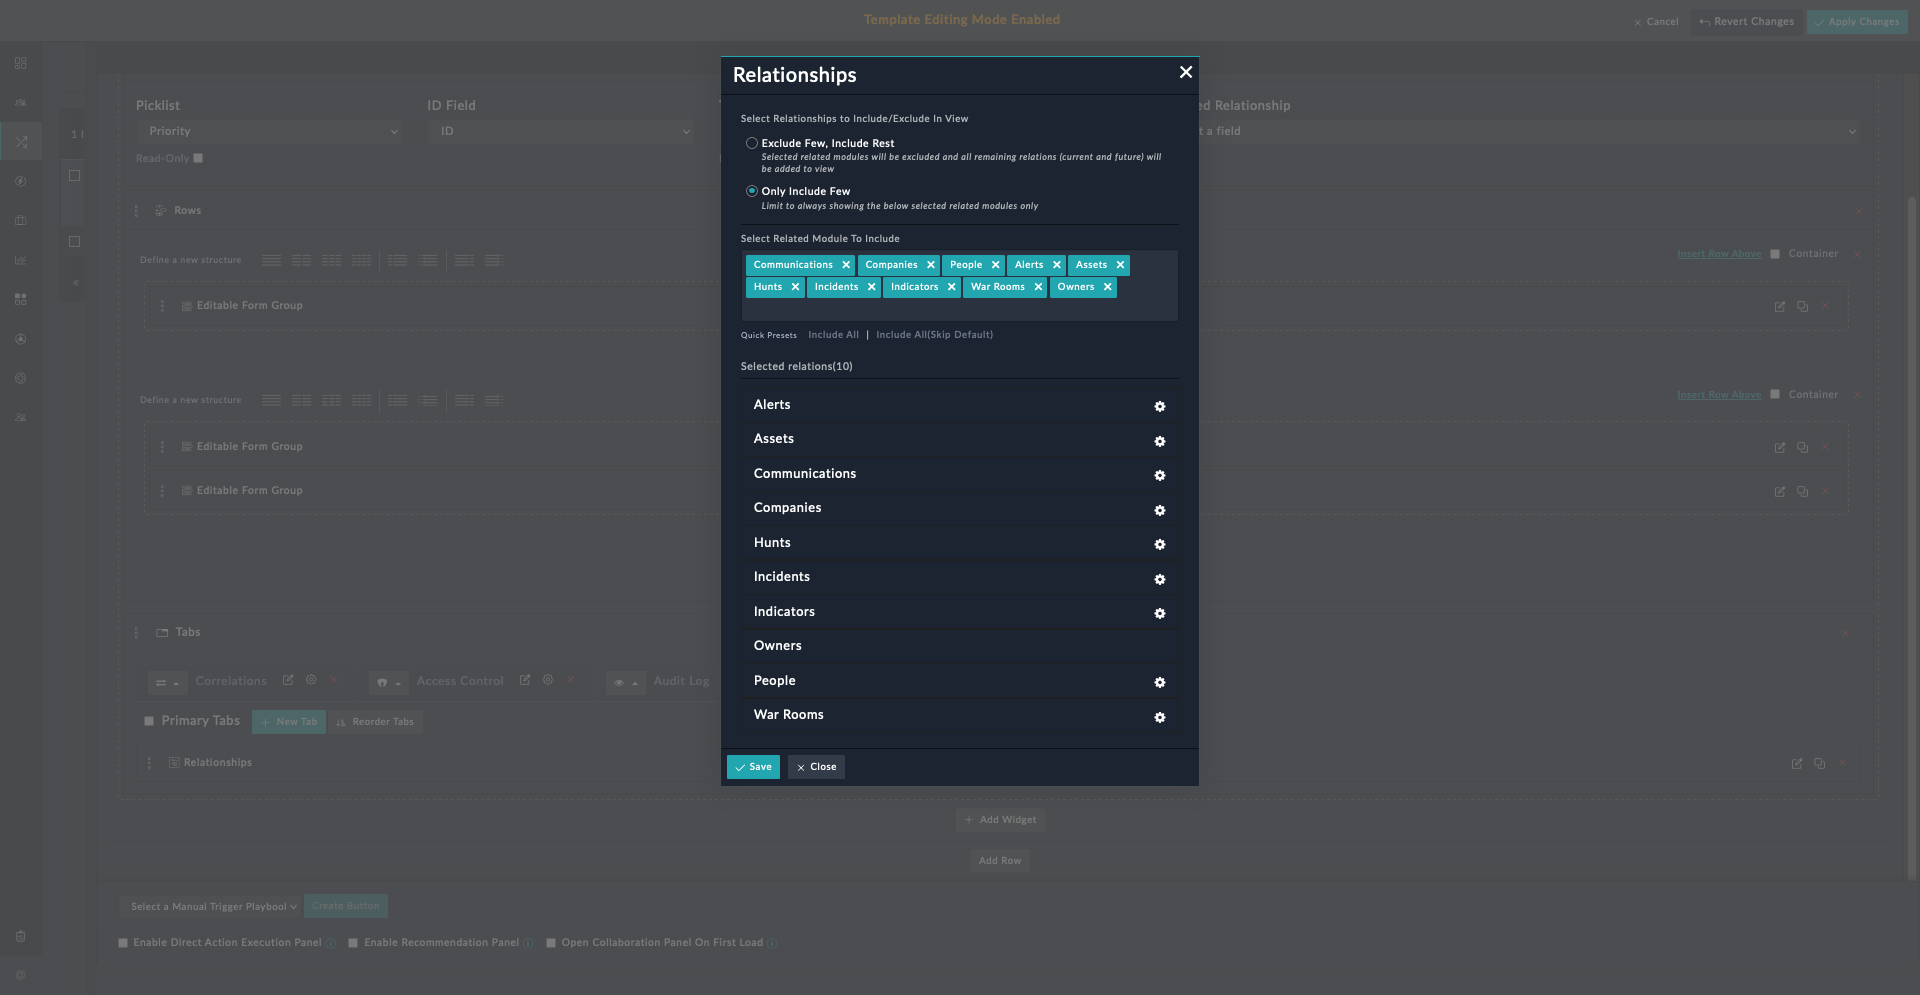 Template Editing Mode Enabled
Cancel
Revert Changes
Apply Changes
Relationships
Select Relationships to Include/Exclude In View
Exclude Few, Include Rest
Selected related modules will be excluded and all remaining relations (current and future) will
be added to view
Only Include Few
Limit to always showing the below selected related modules only
Select Related Module To Include
Communications Companies People Alerts Assets
Hunts Incidents Indicators War Rooms Owners
Quick Presets Include All | Include All(Skip Default)
Selected relations(10)
Alerts
Assets
Communications
Companies
Hunts
Incidents
Indicators
Owners
People
War Rooms
Save Close
Picklist
Priority
Read-Only
ID Field
ID
Relationship
a field
Rows
Define a new structure
Insert Row Above Container
Editable Form Group
Define a new structure
Insert Row Above Container
Editable Form Group
Editable Form Group
Tabs
Correlations Access Control Audit Log
Primary Tabs New Tab Reorder Tabs
Relationships
Add Widget
Add Row
Select a Manual Trigger Playbool Create Button
Enable Direct Action Execution Panel Enable Recommendation Panel Open Collaboration Panel On First Load